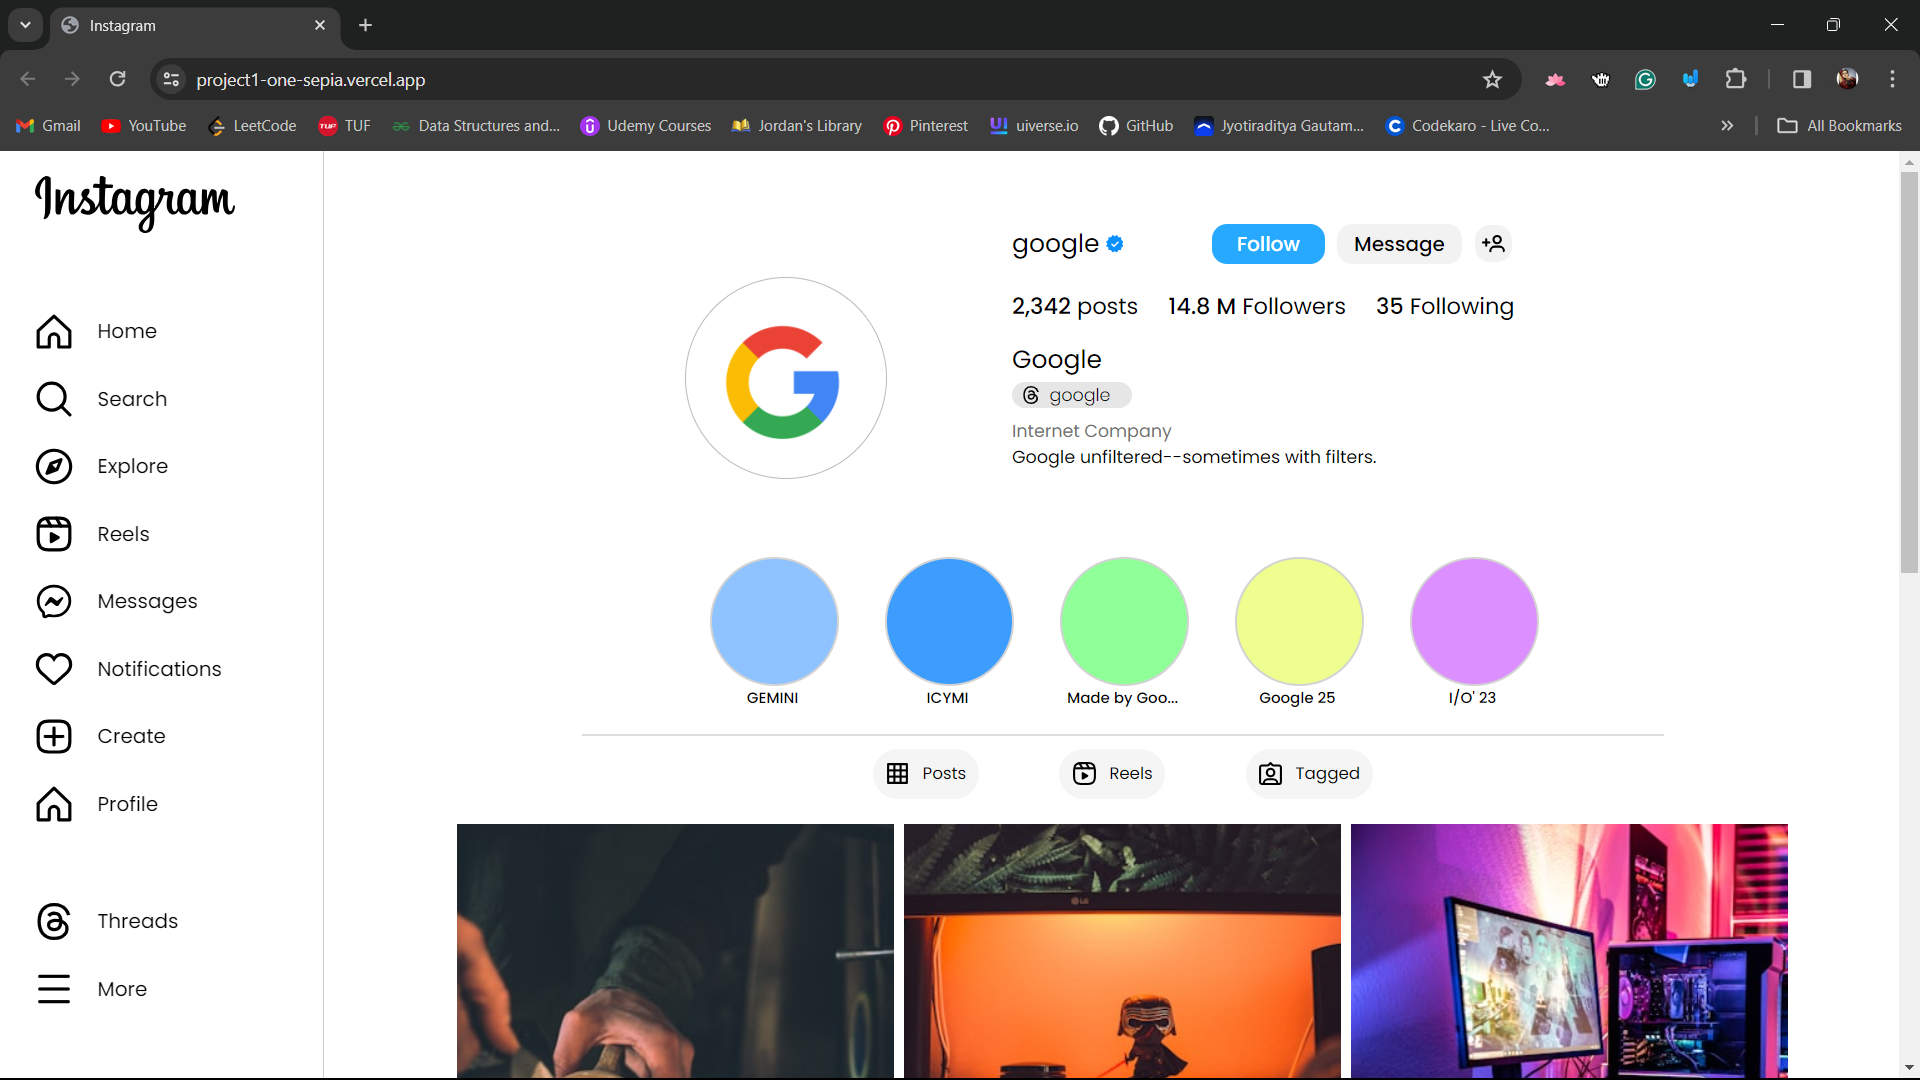 Instagram
project1-one-sepia.vercel.app
Gmail YouTube LeetCode TUF Data Structures and... Udemy Courses Jordan's Library Pinterest uiverse.io GitHub Jyotiraditya Gautam... Codekaro - Live Co... All Bookmarks
Instagram
Home
Search
Explore
Reels
Messages
Notifications
Create
Profile
Threads
More
google Follow Message
2,342 posts 14.8 M Followers 35 Following
Google
google
Internet Company
Google unfiltered--sometimes with filters.
GEMINI ICYMI Made by Goo... Google 25 I/O' 23
Posts Reels Tagged
LG